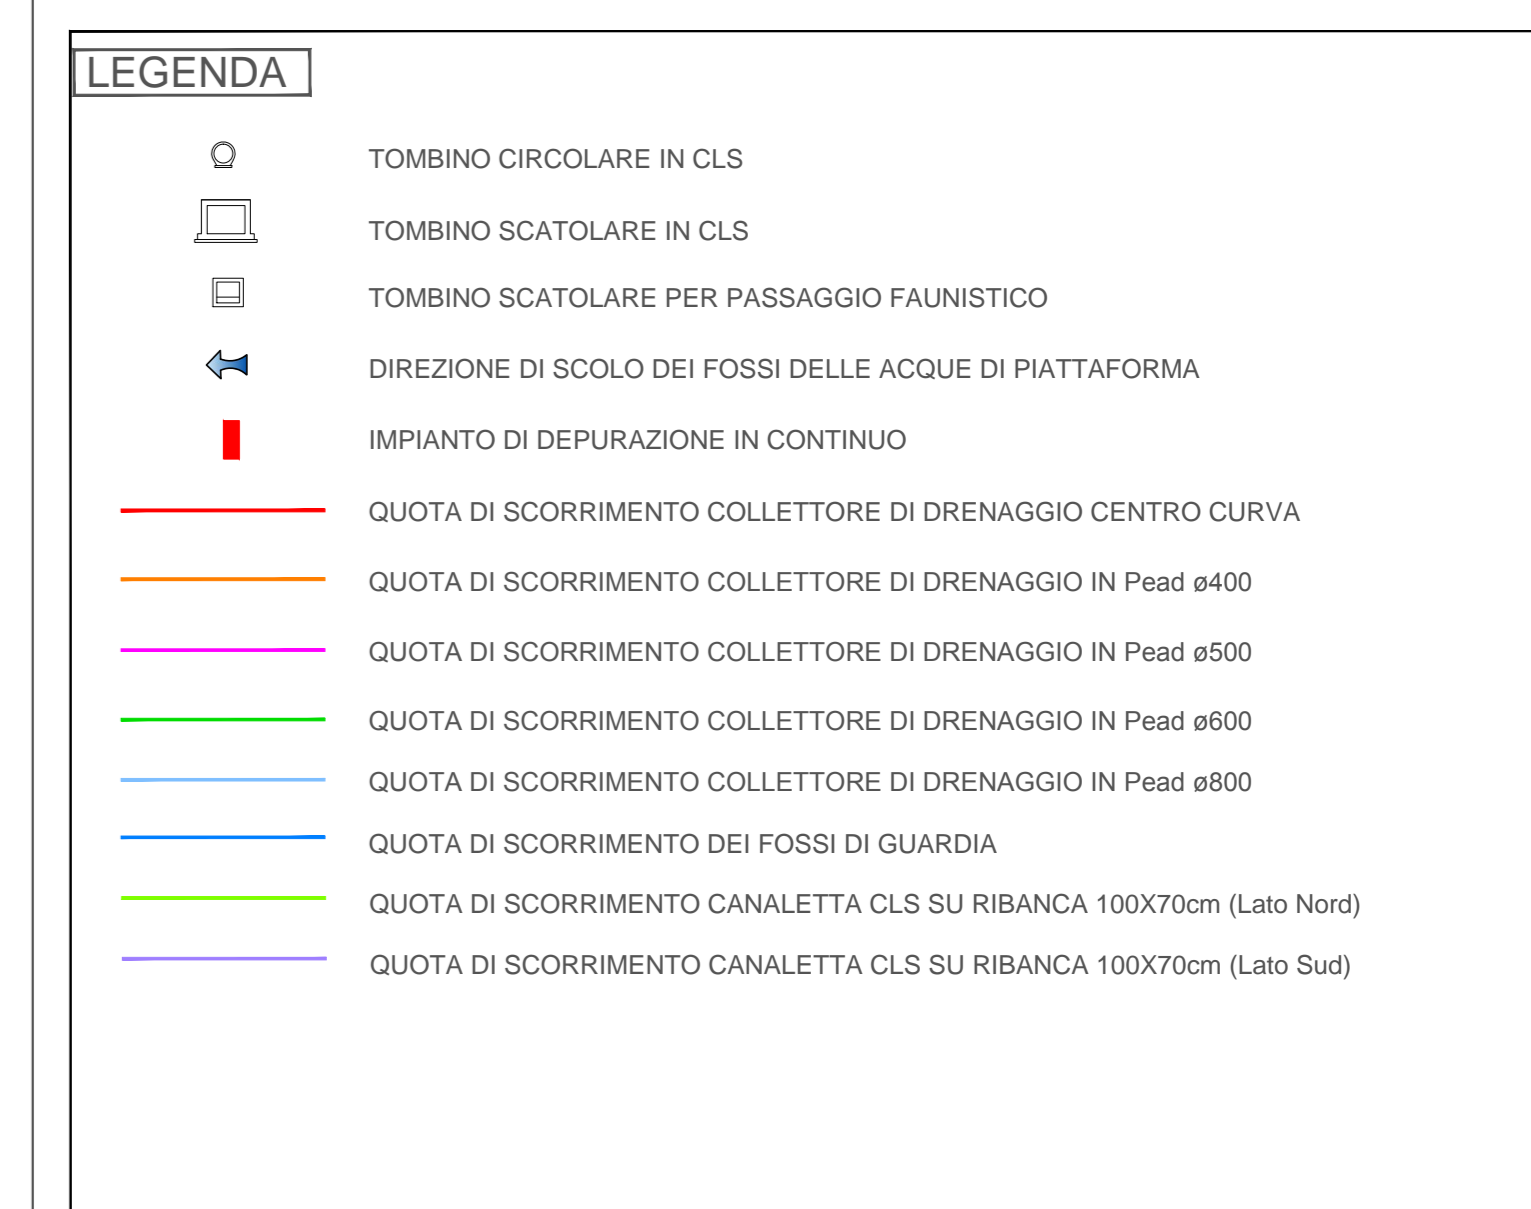 LEGENDA
TOMBINO CIRCOLARE IN CLS
TOMBINO SCATOLARE IN CLS
TOMBINO SCATOLARE PER PASSAGGIO FAUNISTICO
DIREZIONE DI SCOLO DEI FOSSI DELLE ACQUE DI PIATTAFORMA
IMPIANTO DI DEPURAZIONE IN CONTINUO
QUOTA DI SCORRIMENTO COLLETTORE DI DRENAGGIO CENTRO CURVA
QUOTA DI SCORRIMENTO COLLETTORE DI DRENAGGIO IN Pead ø400
QUOTA DI SCORRIMENTO COLLETTORE DI DRENAGGIO IN Pead ø500
QUOTA DI SCORRIMENTO COLLETTORE DI DRENAGGIO IN Pead ø600
QUOTA DI SCORRIMENTO COLLETTORE DI DRENAGGIO IN Pead ø800
QUOTA DI SCORRIMENTO DEI FOSSI DI GUARDIA
QUOTA DI SCORRIMENTO CANALETTA CLS SU RIBANCA 100X70cm (Lato Nord)
QUOTA DI SCORRIMENTO CANALETTA CLS SU RIBANCA 100X70cm (Lato Sud)